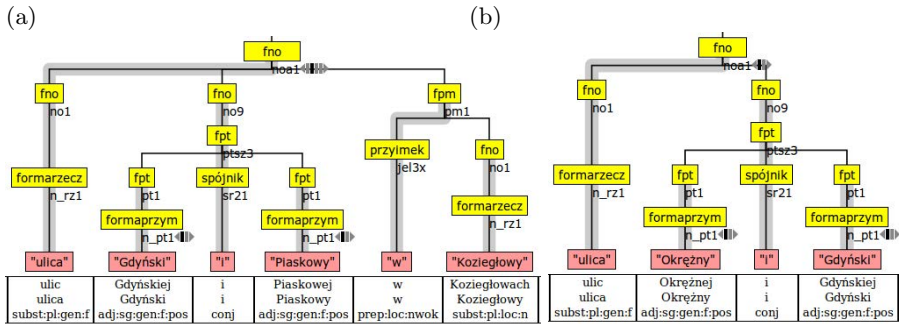 (a)
fno
noa1
fno
no1
fno
no9
fpm
pm1
fpt
ptsz3
przyimek
jel3x
fno
no1
formarzecz
n_rz1
fpt
pt1
spójnik
sr21
fpt
pt1
formarzecz
n_rz1
formaprzym
n_pt1
formaprzym
n_pt1
"ulica" "Gdyński" "i" "Piaskowy" "w" "Koziegłowy"
ulic Gdyńskiej i Piaskowej w Koziegłowach
ulica Gdyński i Piaskowy w Koziegłowy
subst:pl:gen:f adj:sg:gen:f:pos conj adj:sg:gen:f:pos prep:loc:nwok subst:pl:loc:n
(b)
fno
noa1
fno
no1
fno
no9
fpt
ptsz3
formarzecz
n_rz1
fpt
pt1
spójnik
sr21
fpt
pt1
formaprzym
n_pt1
formaprzym
n_pt1
"ulica" "Okrężny" "i" "Gdyński"
ulic Okrężnej i Gdyńskiej
ulica Okrężny i Gdyński
subst:pl:gen:f adj:sg:gen:f:pos conj adj:sg:gen:f:pos